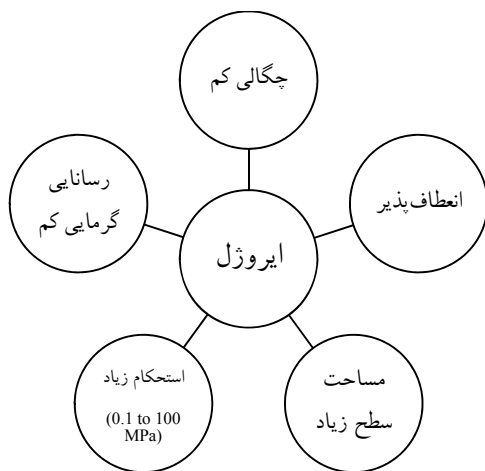 چگالی کم
انعطاف‌پذیر
رسانایی
گرمایی کم
ایروژل
استحکام زیاد
(0.1 to 100
MPa)
مساحت
سطح زیاد